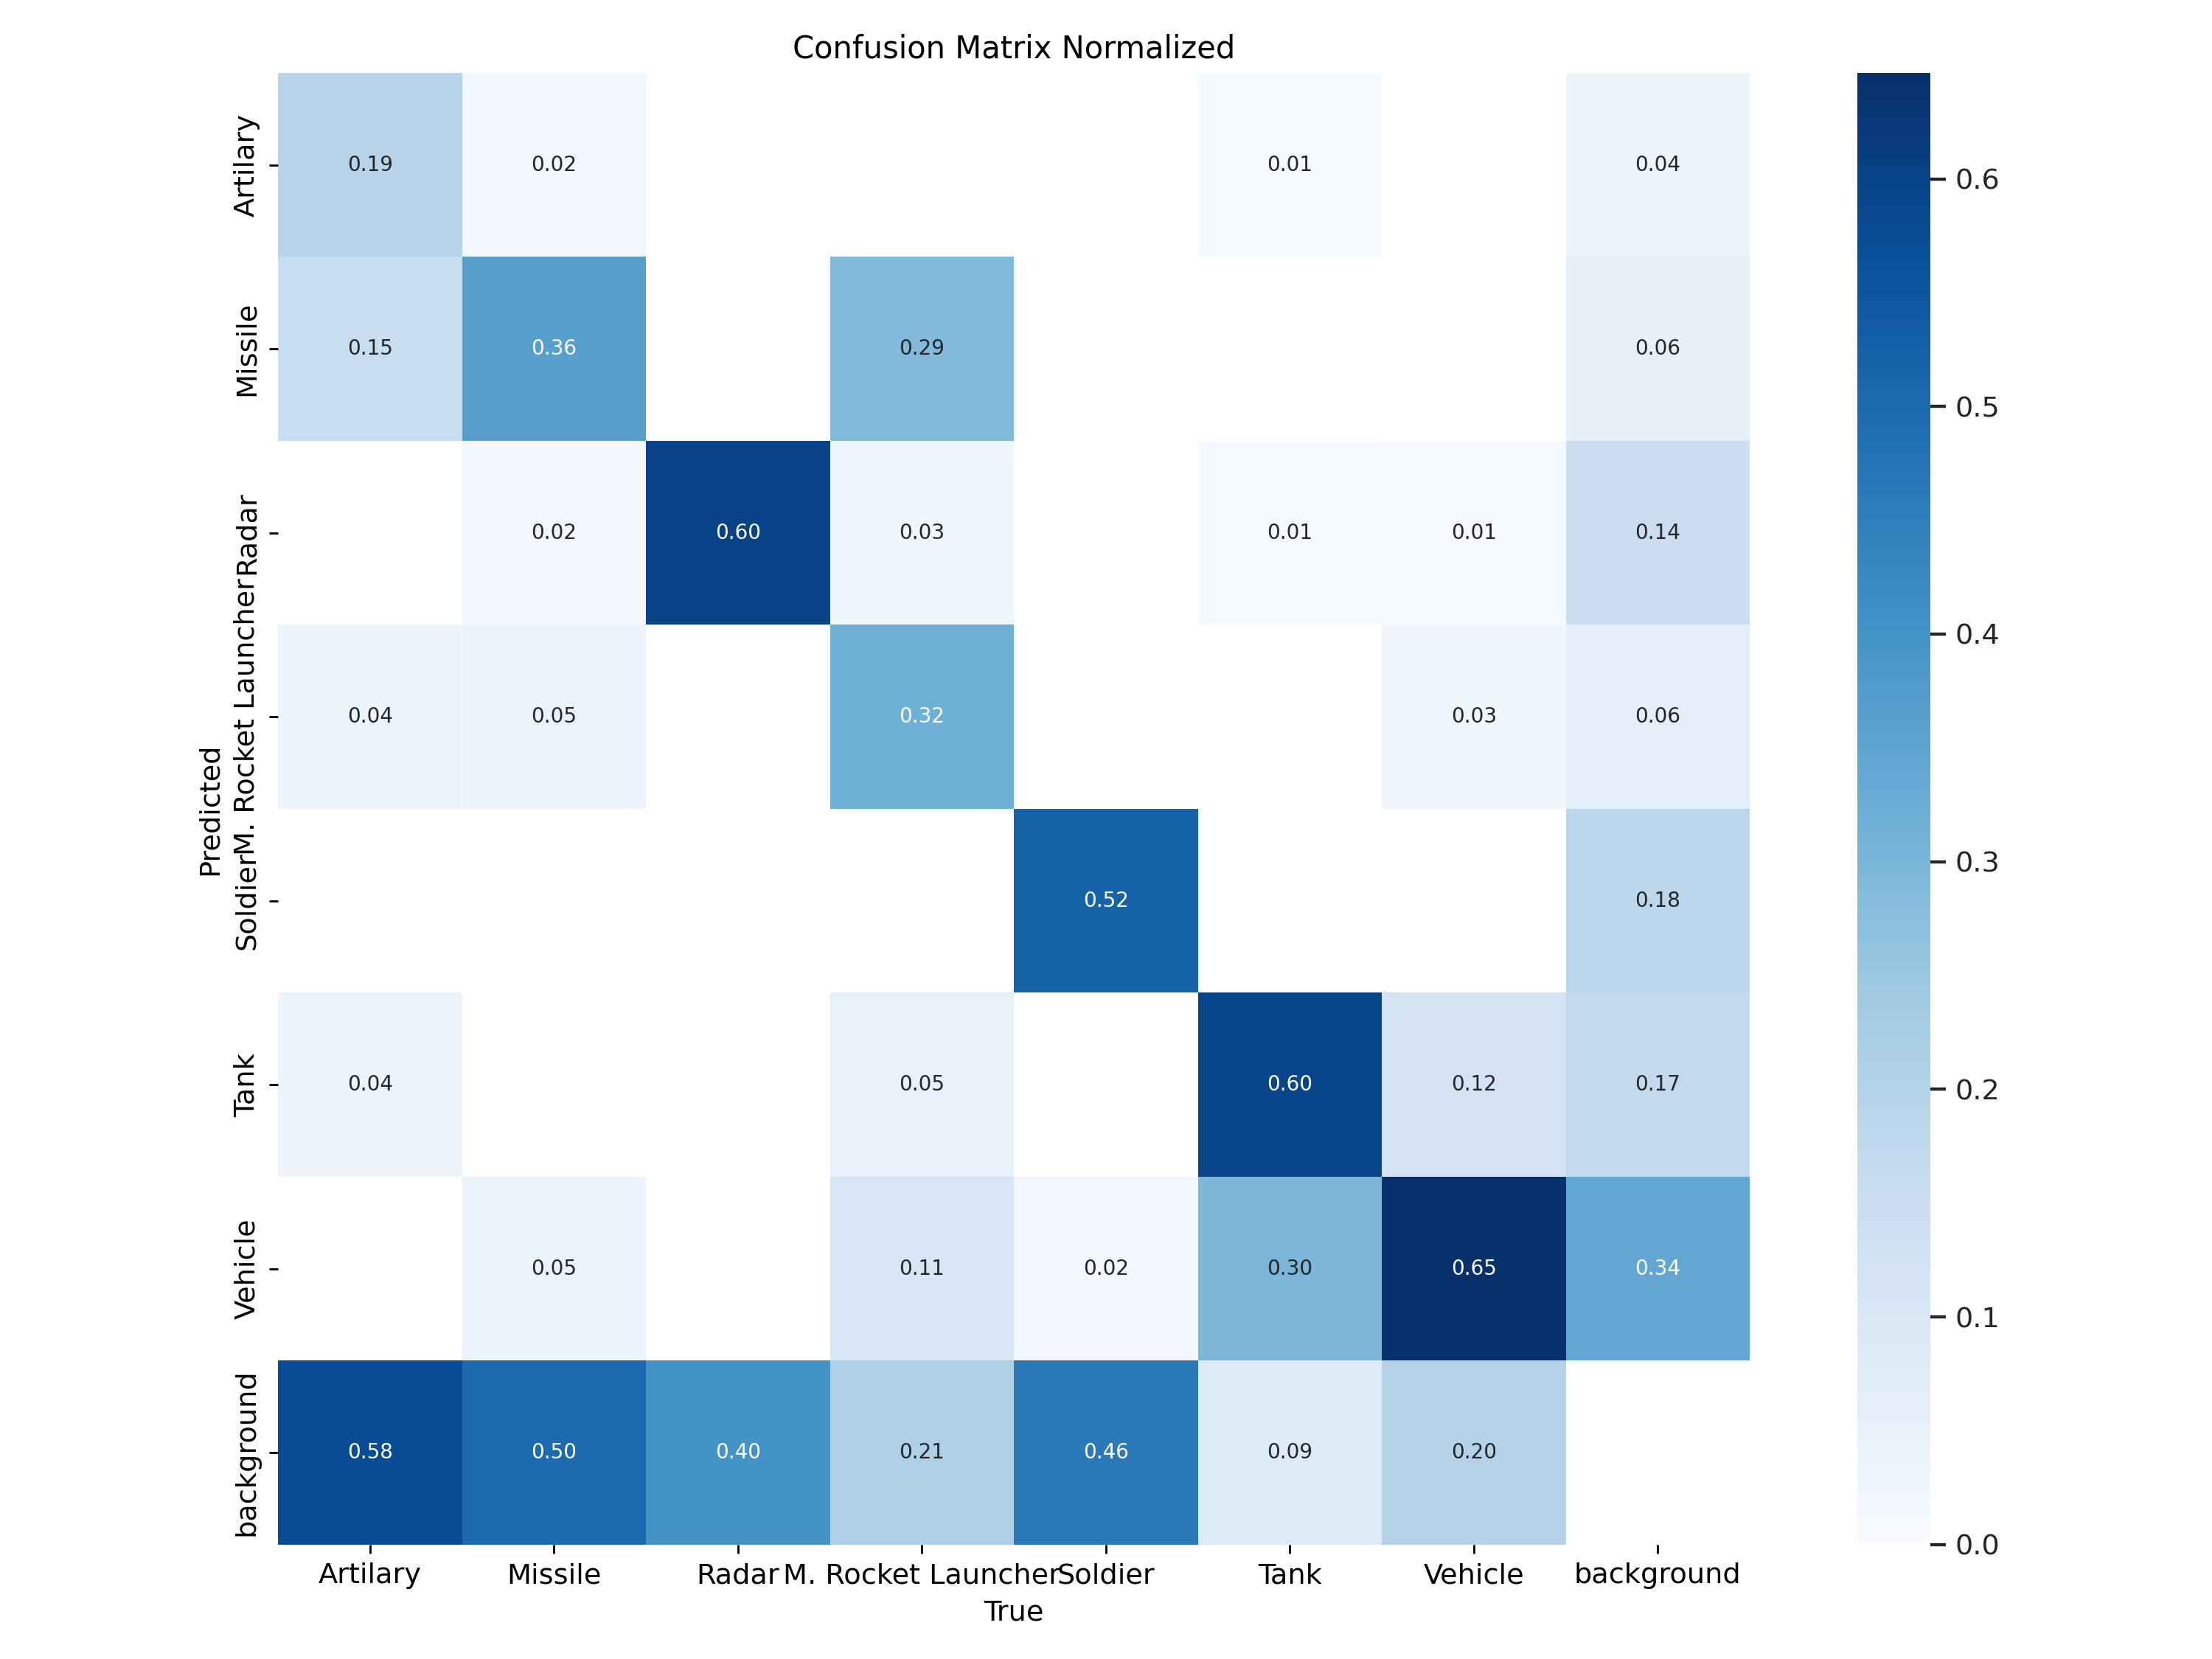 Confusion Matrix Normalized
Artilary
0.19
0.02
0.01
0.04
Missile
0.15
0.36
0.29
0.06
Radar
0.02
0.60
0.03
0.01
0.01
0.14
M. Rocket Launcher
0.04
0.05
0.32
0.03
0.06
Soldier
0.52
0.18
Tank
0.04
0.05
0.60
0.12
0.17
Vehicle
0.05
0.11
0.02
0.30
0.65
0.34
background
0.58
0.50
0.40
0.21
0.46
0.09
0.20
Predicted
Artilary
Missile
Radar
M. Rocket Launcher
Soldier
Tank
Vehicle
background
True
0.6
0.5
0.4
0.3
0.2
0.1
0.0